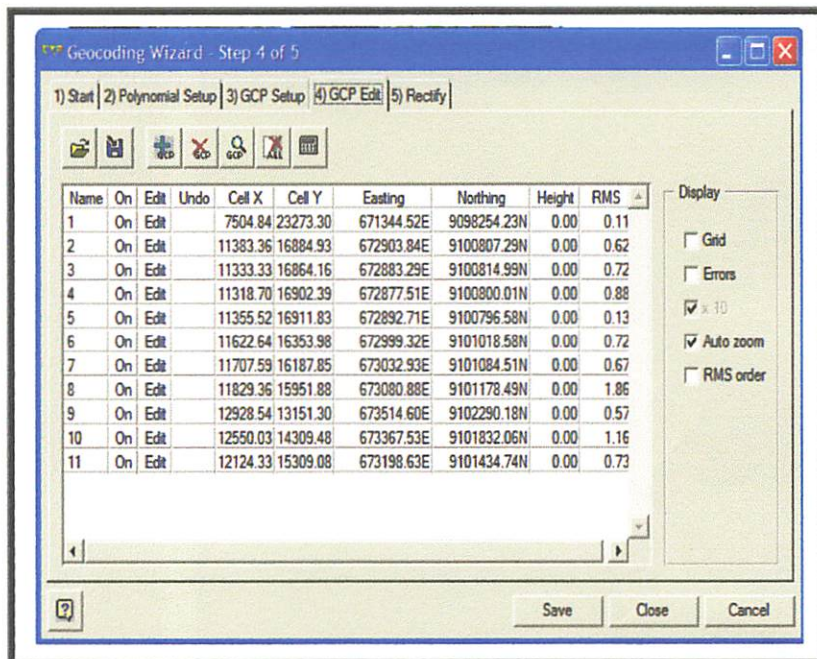 Geocoding Wizard - Step 4 of 5
1) Start 2) Polynomial Setup 3) GCP Setup 4) GCP Edit 5) Rectify
GCP GCP GCP ALL
Name On Edit Undo Cell X Cell Y Easting Northing Height RMS
1 On Edit 7504.84 23273.30 671344.52E 9098254.23N 0.00 0.11
2 On Edit 11383.36 16884.93 672903.84E 9100807.29N 0.00 0.62
3 On Edit 11333.33 16864.16 672883.29E 9100814.99N 0.00 0.72
4 On Edit 11318.70 16902.39 672877.51E 9100800.01N 0.00 0.88
5 On Edit 11355.52 16911.83 672892.71E 9100796.58N 0.00 0.13
6 On Edit 11622.64 16353.98 672999.32E 9101018.58N 0.00 0.72
7 On Edit 11707.59 16187.85 673032.93E 9101084.51N 0.00 0.67
8 On Edit 11829.36 15951.88 673080.88E 9101178.49N 0.00 1.86
9 On Edit 12928.54 13151.30 673514.60E 9102290.18N 0.00 0.57
10 On Edit 12550.03 14309.48 673367.53E 9101832.06N 0.00 1.16
11 On Edit 12124.33 15309.08 673198.63E 9101434.74N 0.00 0.73
Display
Grid
Errors
x 10
Auto zoom
RMS order
Save Close Cancel